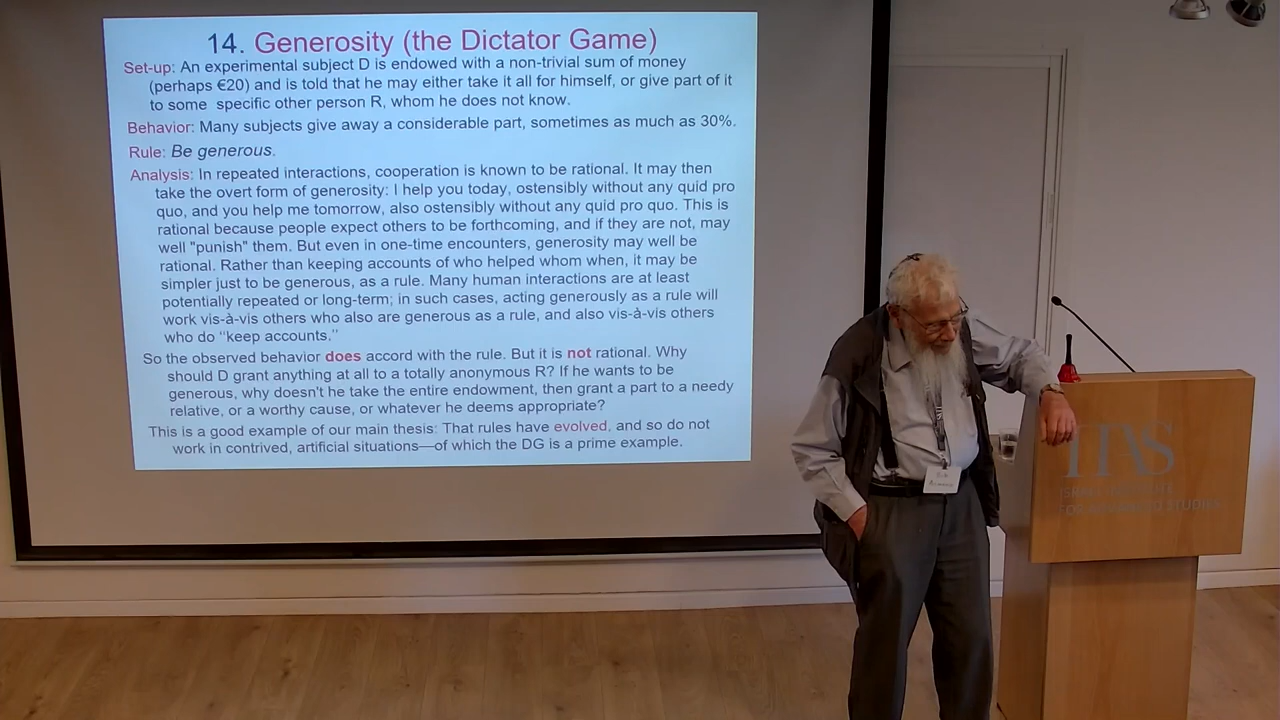 14. Generosity (the Dictator Game)
Set-up: An experimental subject D is endowed with a non-trivial sum of money
(perhaps €20) and is told that he may either take it all for himself, or give part of it
to some specific other person R, whom he does not know.
Behavior: Many subjects give away a considerable part, sometimes as much as 30%.
Rule: Be generous.
Analysis: In repeated interactions, cooperation is known to be rational. It may then
take the overt form of generosity: I help you today, ostensibly without any quid pro
quo, and you help me tomorrow, also ostensibly without any quid pro quo. This is
rational because people expect others to be forthcoming, and if they are not, may
well "punish" them. But even in one-time encounters, generosity may well be
rational. Rather than keeping accounts of who helped whom when, it may be
simpler just to be generous, as a rule. Many human interactions are at least
potentially repeated or long-term; in such cases, acting generously as a rule will
work vis-à-vis others who also are generous as a rule, and also vis-à-vis others
who do "keep accounts."
So the observed behavior does accord with the rule. But it is not rational. Why
should D grant anything at all to a totally anonymous R? If he wants to be
generous, why doesn't he take the entire endowment, then grant a part to a needy
relative, or a worthy cause, or whatever he deems appropriate?
This is a good example of our main thesis: That rules have evolved, and so do not
work in contrived, artificial situations—of which the DG is a prime example.
IIAS
ISRAEL INSTITUTE
FOR ADVANCED STUDIES